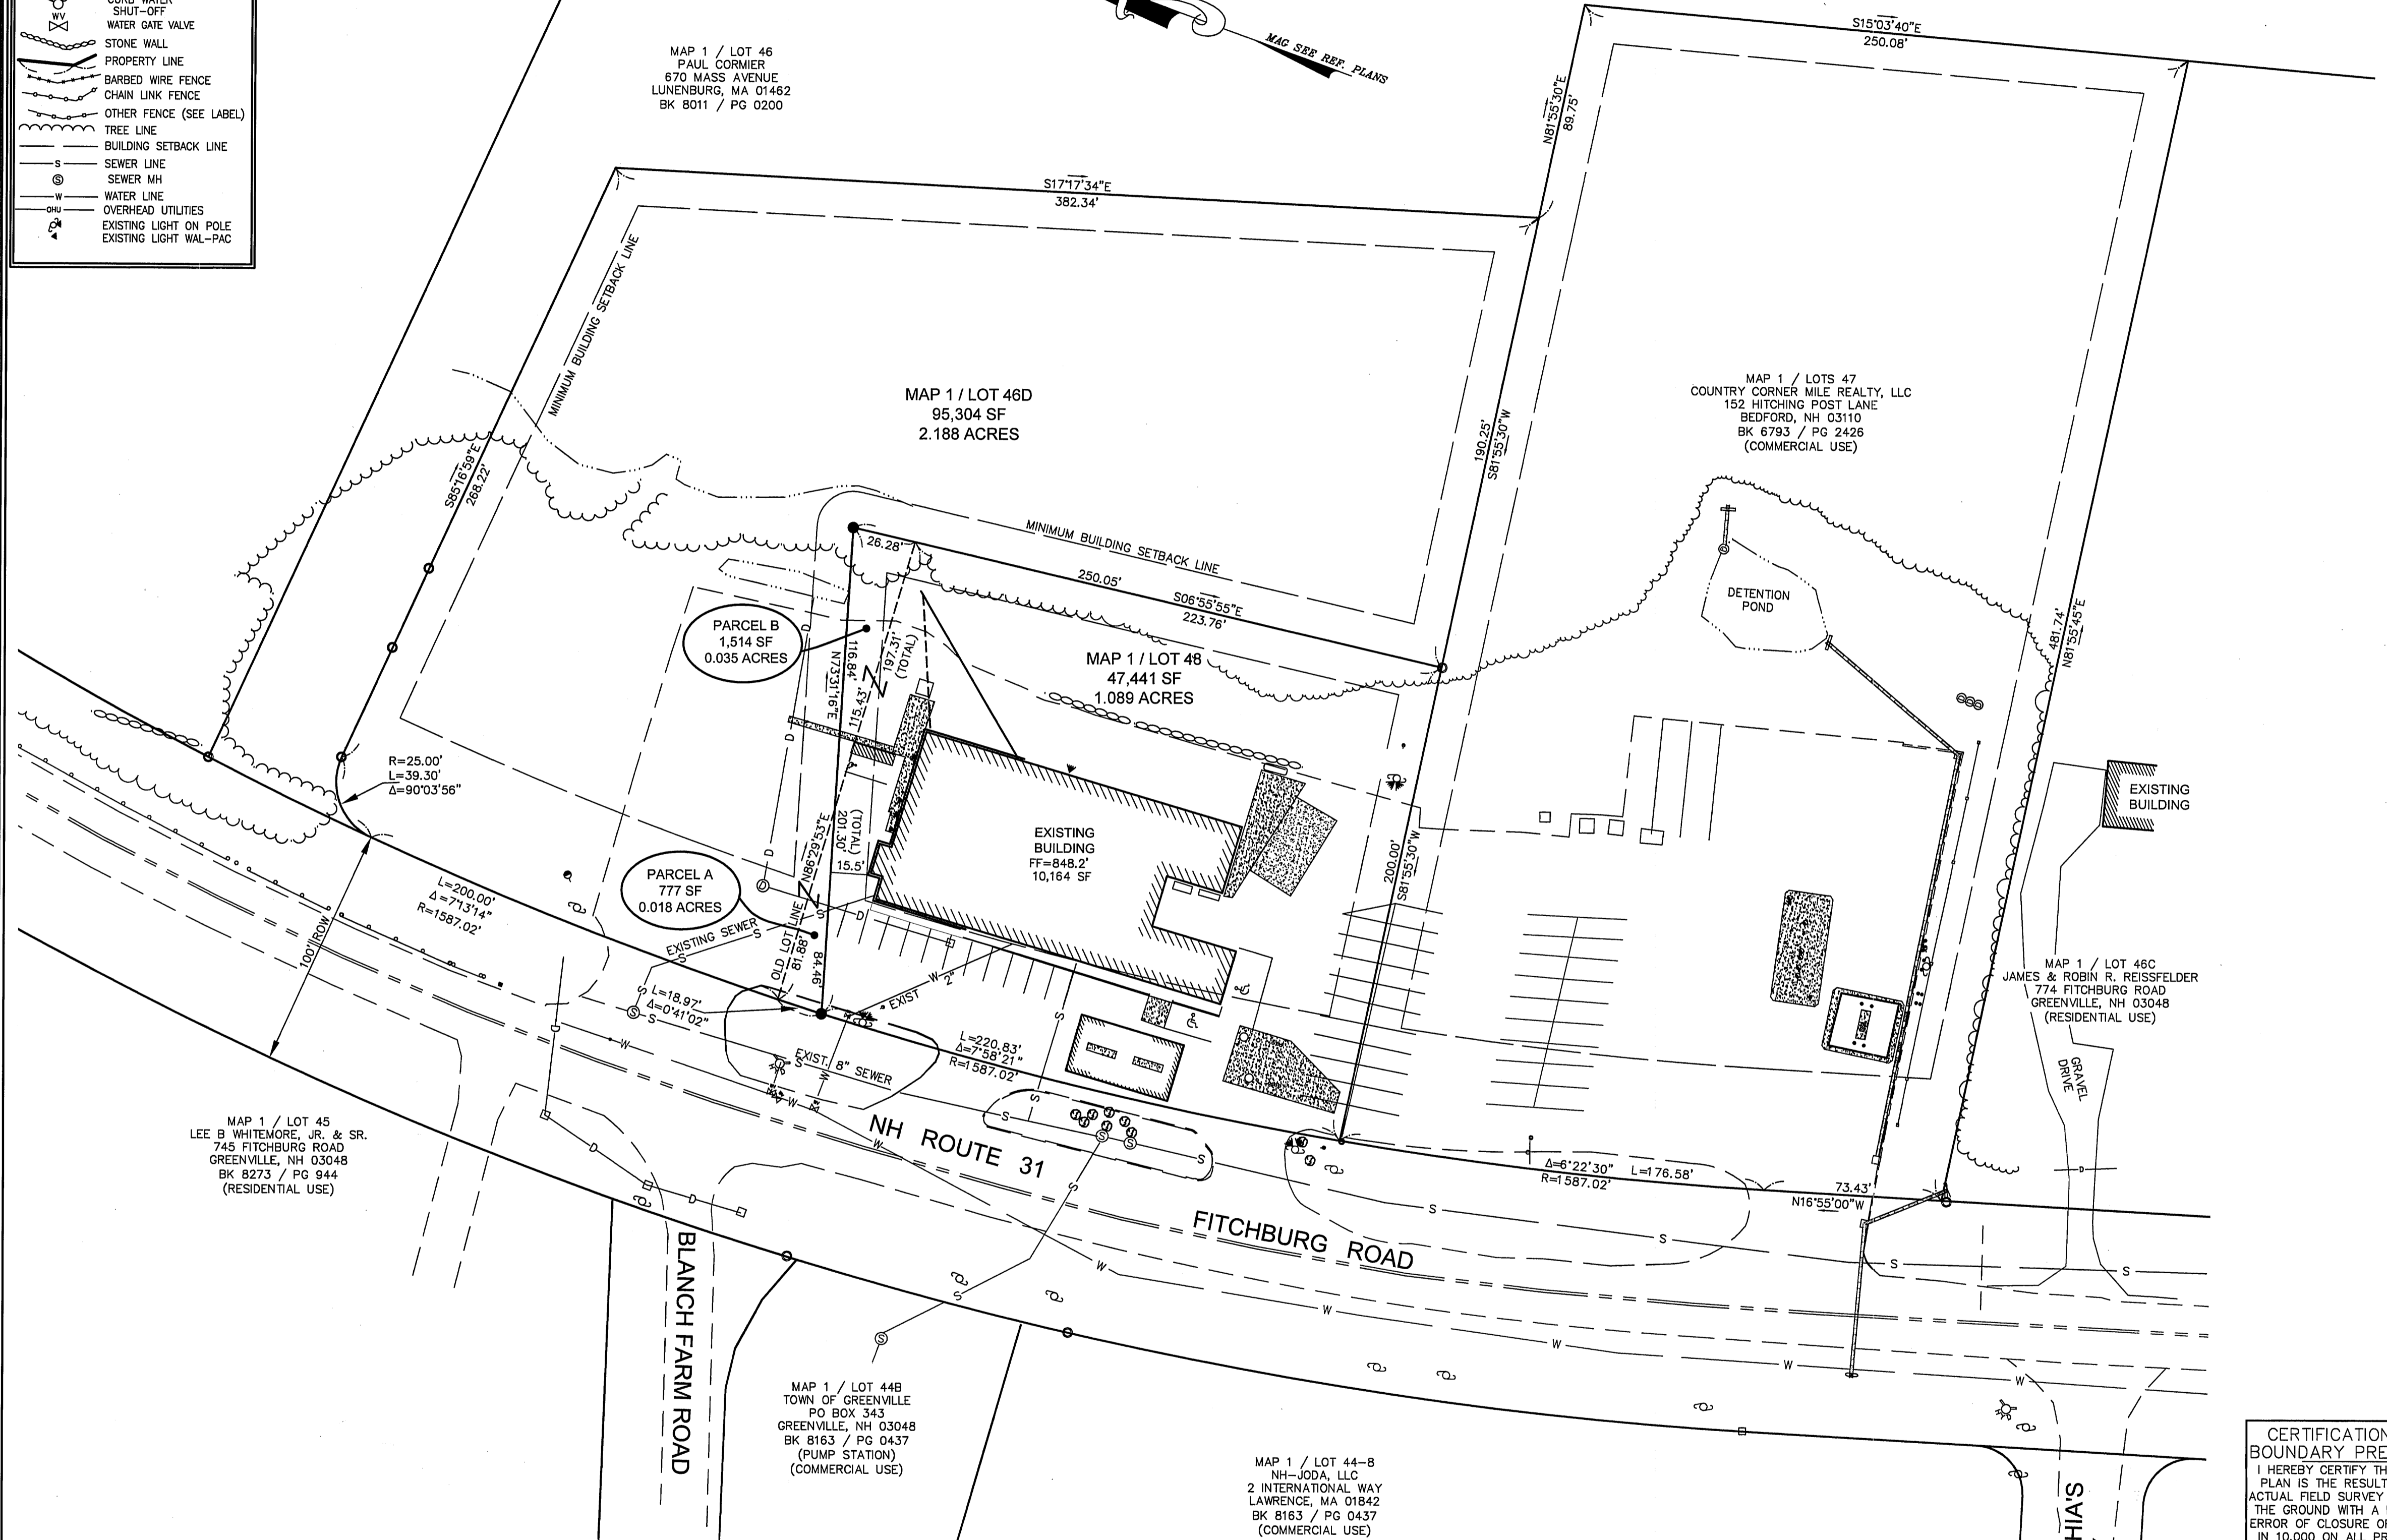 SHUT-OFF
WV
WATER GATE VALVE
STONE WALL
PROPERTY LINE
BARBED WIRE FENCE
CHAIN LINK FENCE
OTHER FENCE (SEE LABEL)
TREE LINE
BUILDING SETBACK LINE
S SEWER LINE
S SEWER MH
W WATER LINE
OHU OVERHEAD UTILITIES
EXISTING LIGHT ON POLE
EXISTING LIGHT WAL-PAC
MAP 1 / LOT 46
PAUL CORMIER
670 MASS AVENUE
LUNENBURG, MA 01462
BK 8011 / PG 0200
MAG SEE REF. PLANS
S15°03'40"E
250.08'
N81°55'30"E
89.75'
S17°17'34"E
382.34'
MINIMUM BUILDING SETBACK LINE
MAP 1 / LOT 46D
95,304 SF
2.188 ACRES
MAP 1 / LOTS 47
COUNTRY CORNER MILE REALTY, LLC
152 HITCHING POST LANE
BEDFORD, NH 03110
BK 6793 / PG 2426
(COMMERCIAL USE)
190.25'
S81°55'30"W
S85°16'59"E
268.22'
MINIMUM BUILDING SETBACK LINE
26.28'
250.05'
S06°55'55"E
223.76'
DETENTION
POND
481.74'
N81°55'45"E
PARCEL B
1,514 SF
0.035 ACRES
116.84'
N73°31'16"E
197.31'
(TOTAL)
115.43'
MAP 1 / LOT 48
47,441 SF
1.089 ACRES
D
D
R=25.00'
L=39.30'
Δ=90°03'56"
EXISTING
BUILDING
EXISTING
BUILDING
FF=848.2'
10,164 SF
(TOTAL)
201.30'
N86°29'53"E
15.5'
D
200.00'
S81°55'30"W
PARCEL A
777 SF
0.018 ACRES
L=200.00'
Δ=7°13'14"
R=1587.02'
100' ROW
EXISTING SEWER
S
S
S
D
OLD LOT LINE
81.88'
84.46'
L=18.97'
Δ=0°41'02"
S
S
S
EXIST
W
2"
L=220.83'
Δ=7°58'21"
R=1587.02'
S
S
EXIST. 8" SEWER
S
W
W
W
D
MAP 1 / LOT 46C
JAMES & ROBIN R. REISSFELDER
774 FITCHBURG ROAD
GREENVILLE, NH 03048
(RESIDENTIAL USE)
GRAVEL
DRIVE
MAP 1 / LOT 45
LEE B WHITEMORE, JR. & SR.
745 FITCHBURG ROAD
GREENVILLE, NH 03048
BK 8273 / PG 944
(RESIDENTIAL USE)
D
D
NH ROUTE 31
W
S
S
S
S
S
Δ=6°22'30" L=176.58'
R=1587.02'
73.43'
N16°55'00"W
D
FITCHBURG ROAD
S
S
S
S
S
W
W
W
W
W
BLANCH FARM ROAD
S
MAP 1 / LOT 44B
TOWN OF GREENVILLE
PO BOX 343
GREENVILLE, NH 03048
BK 8163 / PG 0437
(PUMP STATION)
(COMMERCIAL USE)
MAP 1 / LOT 44-8
NH-JODA, LLC
2 INTERNATIONAL WAY
LAWRENCE, MA 01842
BK 8163 / PG 0437
(COMMERCIAL USE)
HIA'S
CERTIFICATION
BOUNDARY PRE
I HEREBY CERTIFY TH
PLAN IS THE RESULT
ACTUAL FIELD SURVEY
THE GROUND WITH A
ERROR OF CLOSURE OF
IN 10,000 ON ALL PR